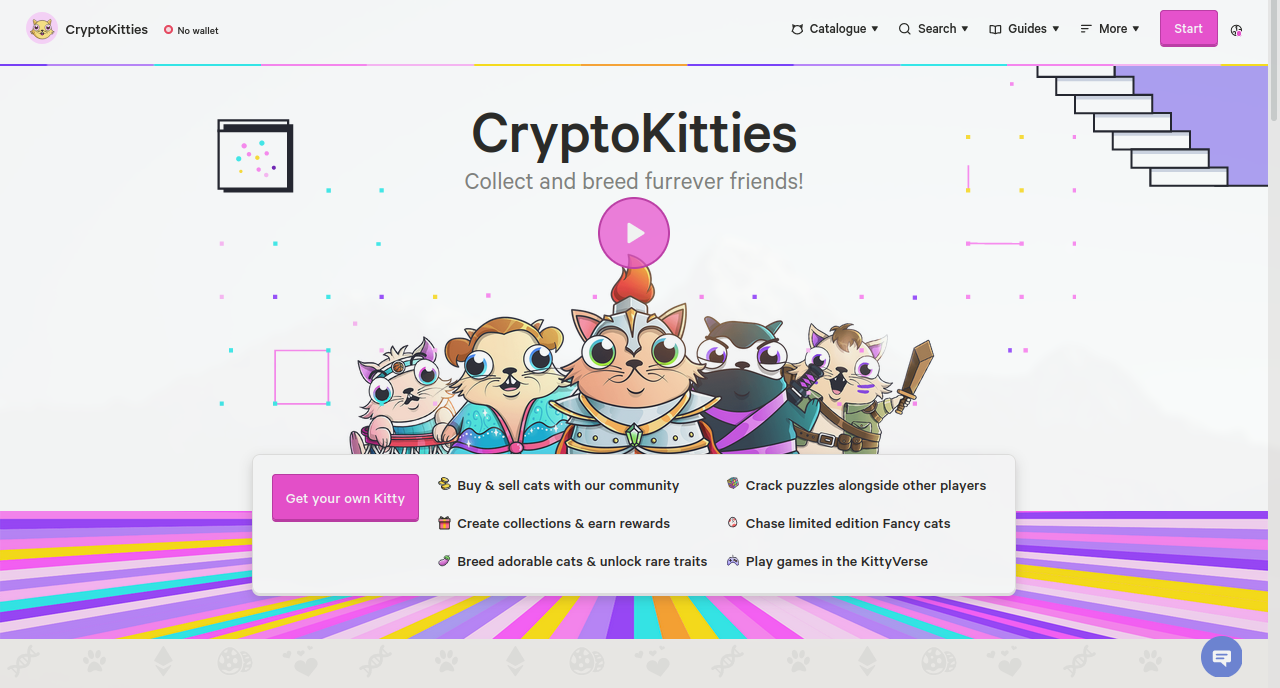 CryptoKitties
No wallet
Catalogue
Search
Guides
More
Start
CryptoKitties
Collect and breed furrever friends!
Get your own Kitty
Buy & sell cats with our community
Crack puzzles alongside other players
Create collections & earn rewards
Chase limited edition Fancy cats
Breed adorable cats & unlock rare traits
Play games in the KittyVerse